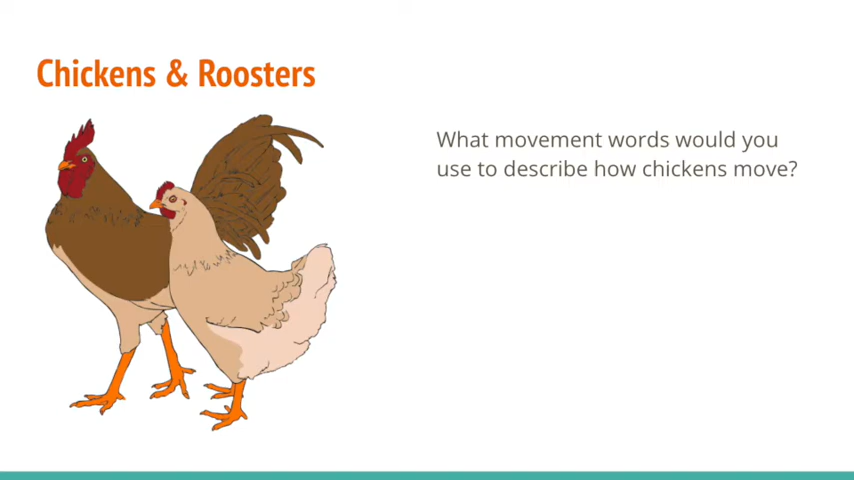 Chickens & Roosters
What movement words would you
use to describe how chickens move?